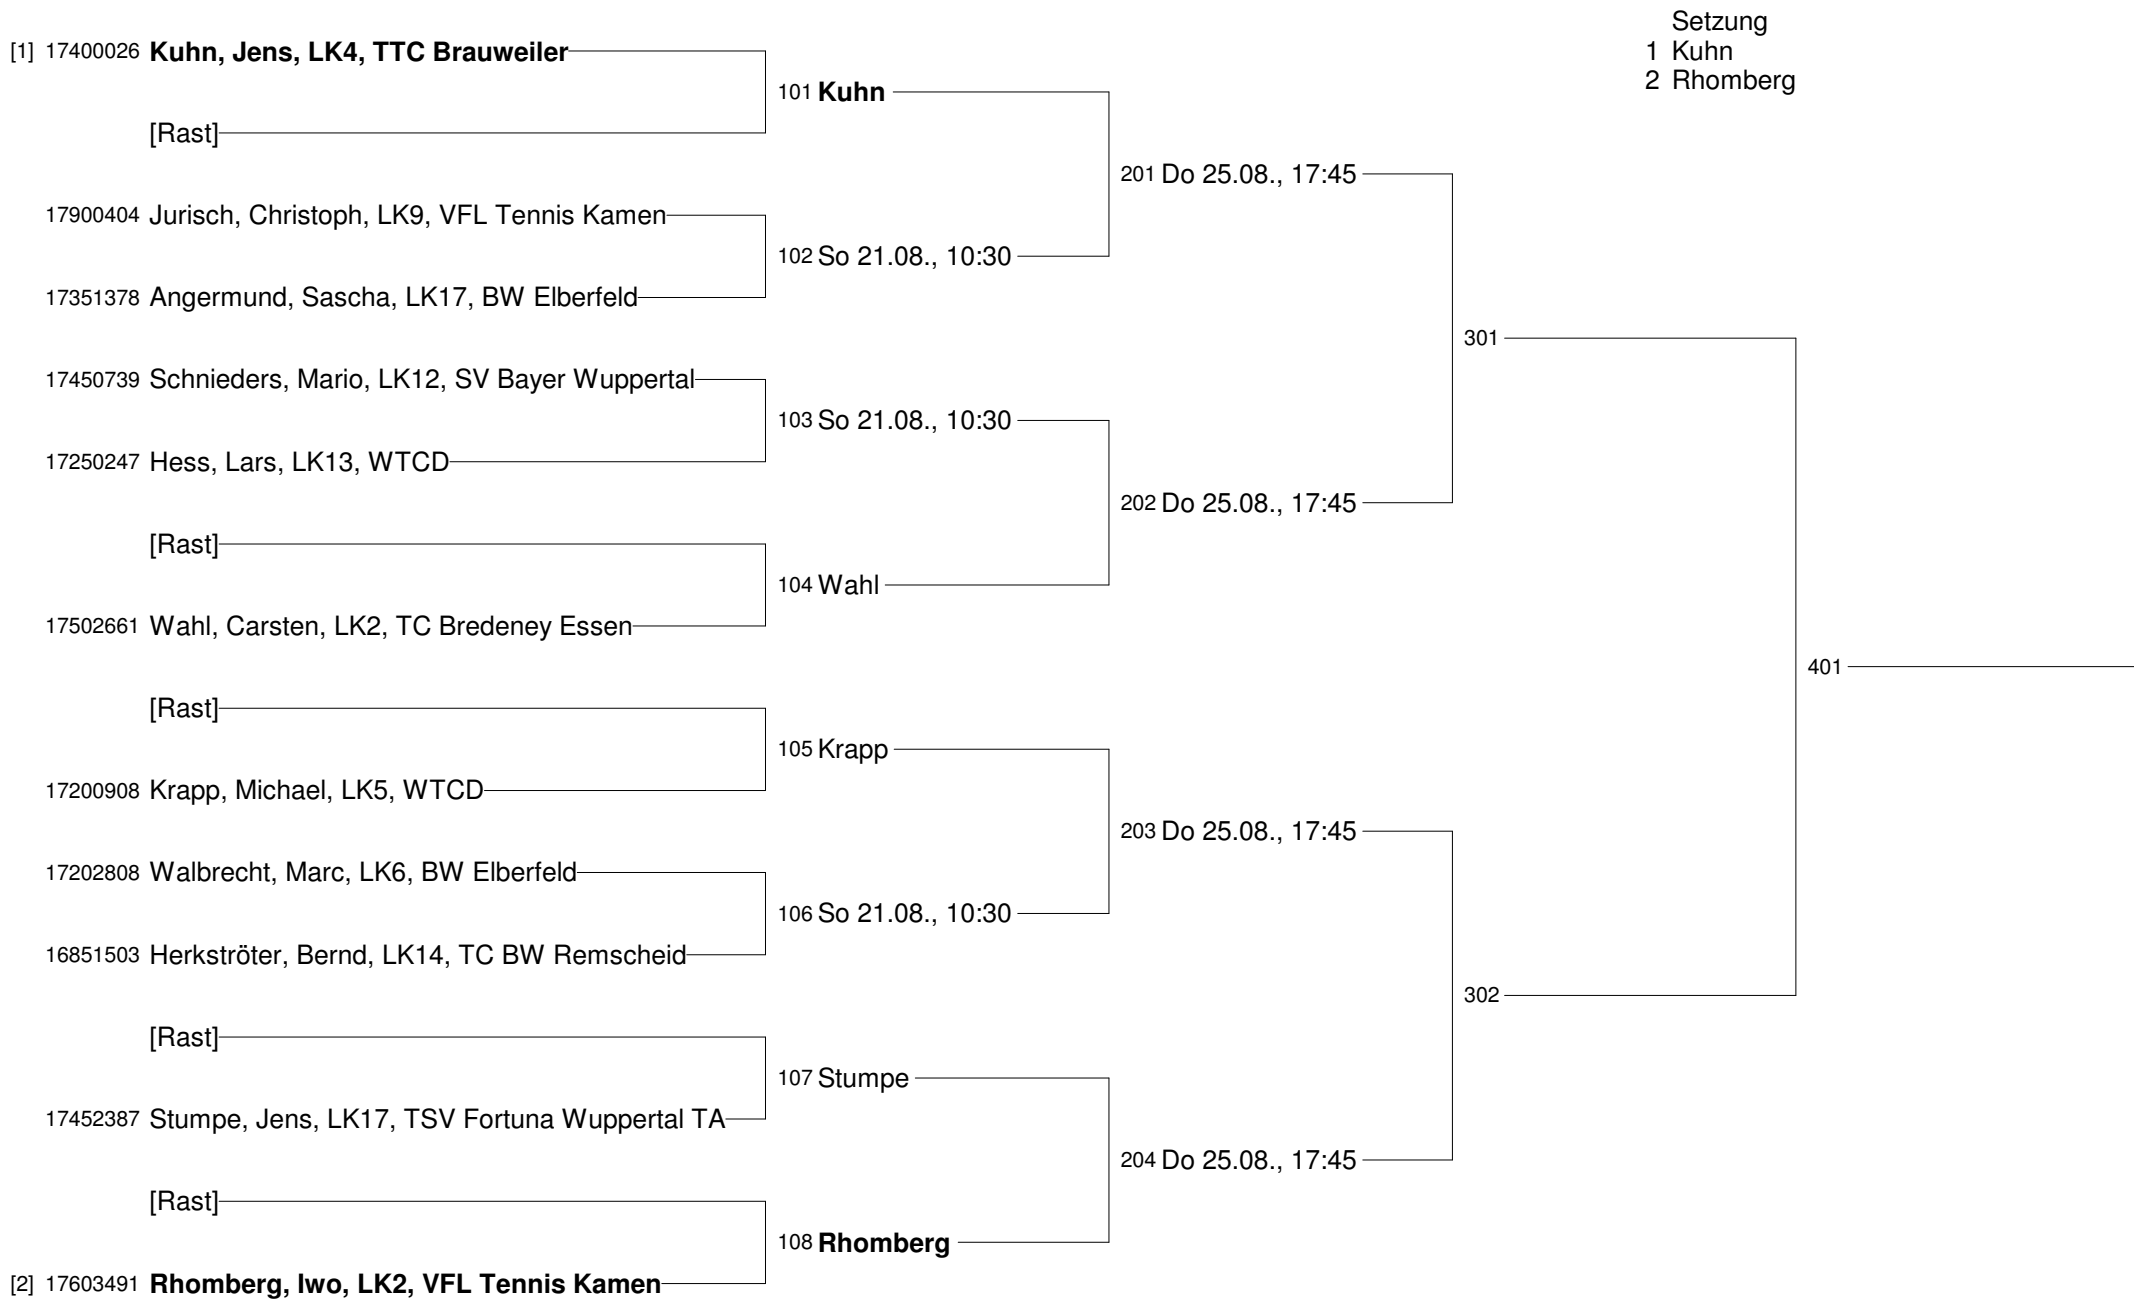 Setzung
1 Kuhn
2 Rhomberg
[1] 17400026 Kuhn, Jens, LK4, TTC Brauweiler
101 Kuhn
[Rast]
201 Do 25.08., 17:45
17900404 Jurisch, Christoph, LK9, VFL Tennis Kamen
102 So 21.08., 10:30
17351378 Angermund, Sascha, LK17, BW Elberfeld
301
17450739 Schnieders, Mario, LK12, SV Bayer Wuppertal
103 So 21.08., 10:30
17250247 Hess, Lars, LK13, WTCD
202 Do 25.08., 17:45
[Rast]
104 Wahl
17502661 Wahl, Carsten, LK2, TC Bredeney Essen
401
[Rast]
105 Krapp
17200908 Krapp, Michael, LK5, WTCD
203 Do 25.08., 17:45
17202808 Walbrecht, Marc, LK6, BW Elberfeld
106 So 21.08., 10:30
16851503 Herkströter, Bernd, LK14, TC BW Remscheid
302
[Rast]
107 Stumpe
17452387 Stumpe, Jens, LK17, TSV Fortuna Wuppertal TA
204 Do 25.08., 17:45
[Rast]
108 Rhomberg
[2] 17603491 Rhomberg, Iwo, LK2, VFL Tennis Kamen